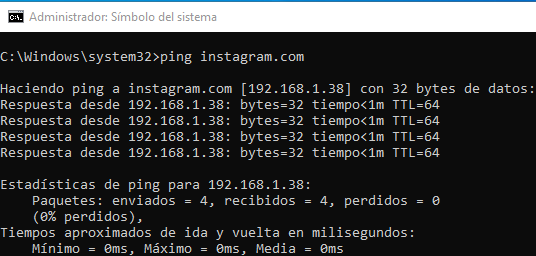 Administrador: Símbolo del sistema
C:\Windows\system32>ping instagram.com
Haciendo ping a instagram.com [192.168.1.38] con 32 bytes de datos:
Respuesta desde 192.168.1.38: bytes=32 tiempo<1m TTL=64
Respuesta desde 192.168.1.38: bytes=32 tiempo<1m TTL=64
Respuesta desde 192.168.1.38: bytes=32 tiempo<1m TTL=64
Respuesta desde 192.168.1.38: bytes=32 tiempo<1m TTL=64
Estadísticas de ping para 192.168.1.38:
Paquetes: enviados = 4, recibidos = 4, perdidos = 0
(0% perdidos),
Tiempos aproximados de ida y vuelta en milisegundos:
Mínimo = 0ms, Máximo = 0ms, Media = 0ms